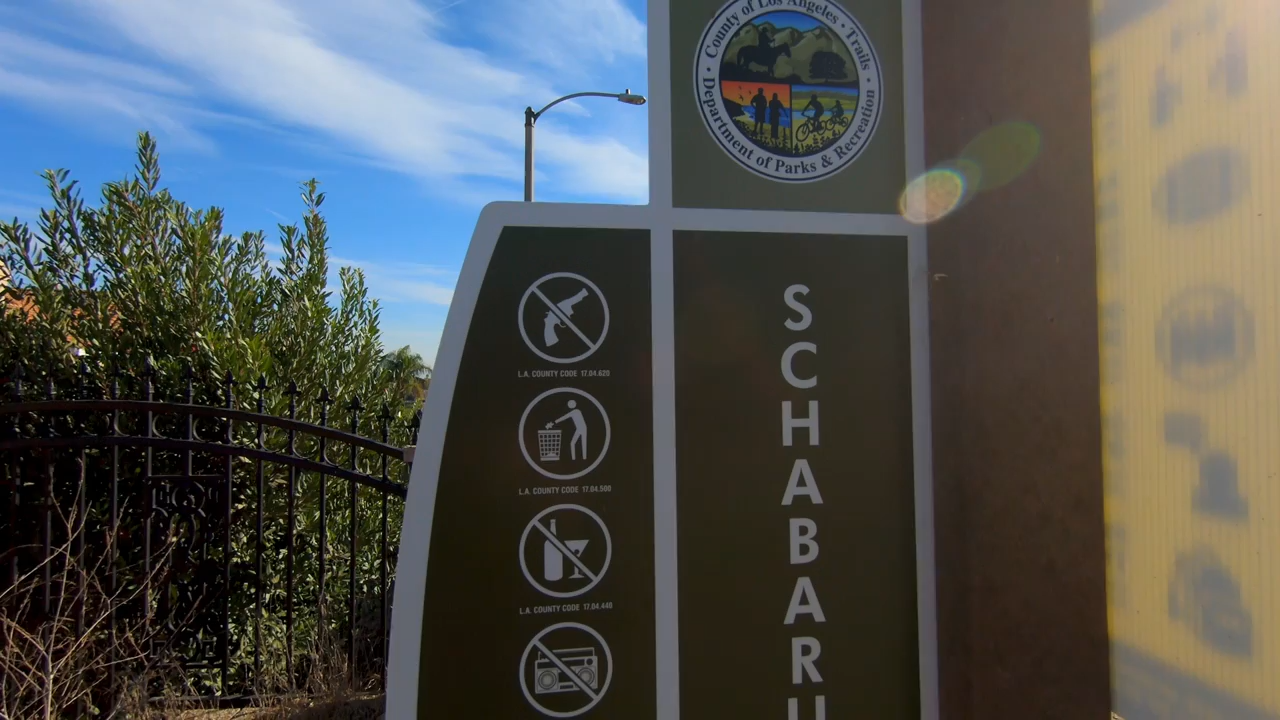 • County of Los Angeles • Trails •
Department of Parks & Recreation
L.A. COUNTY CODE 17.04.620
L.A. COUNTY CODE 17.04.500
L.A. COUNTY CODE 17.04.440
S
C
H
A
B
A
R
U